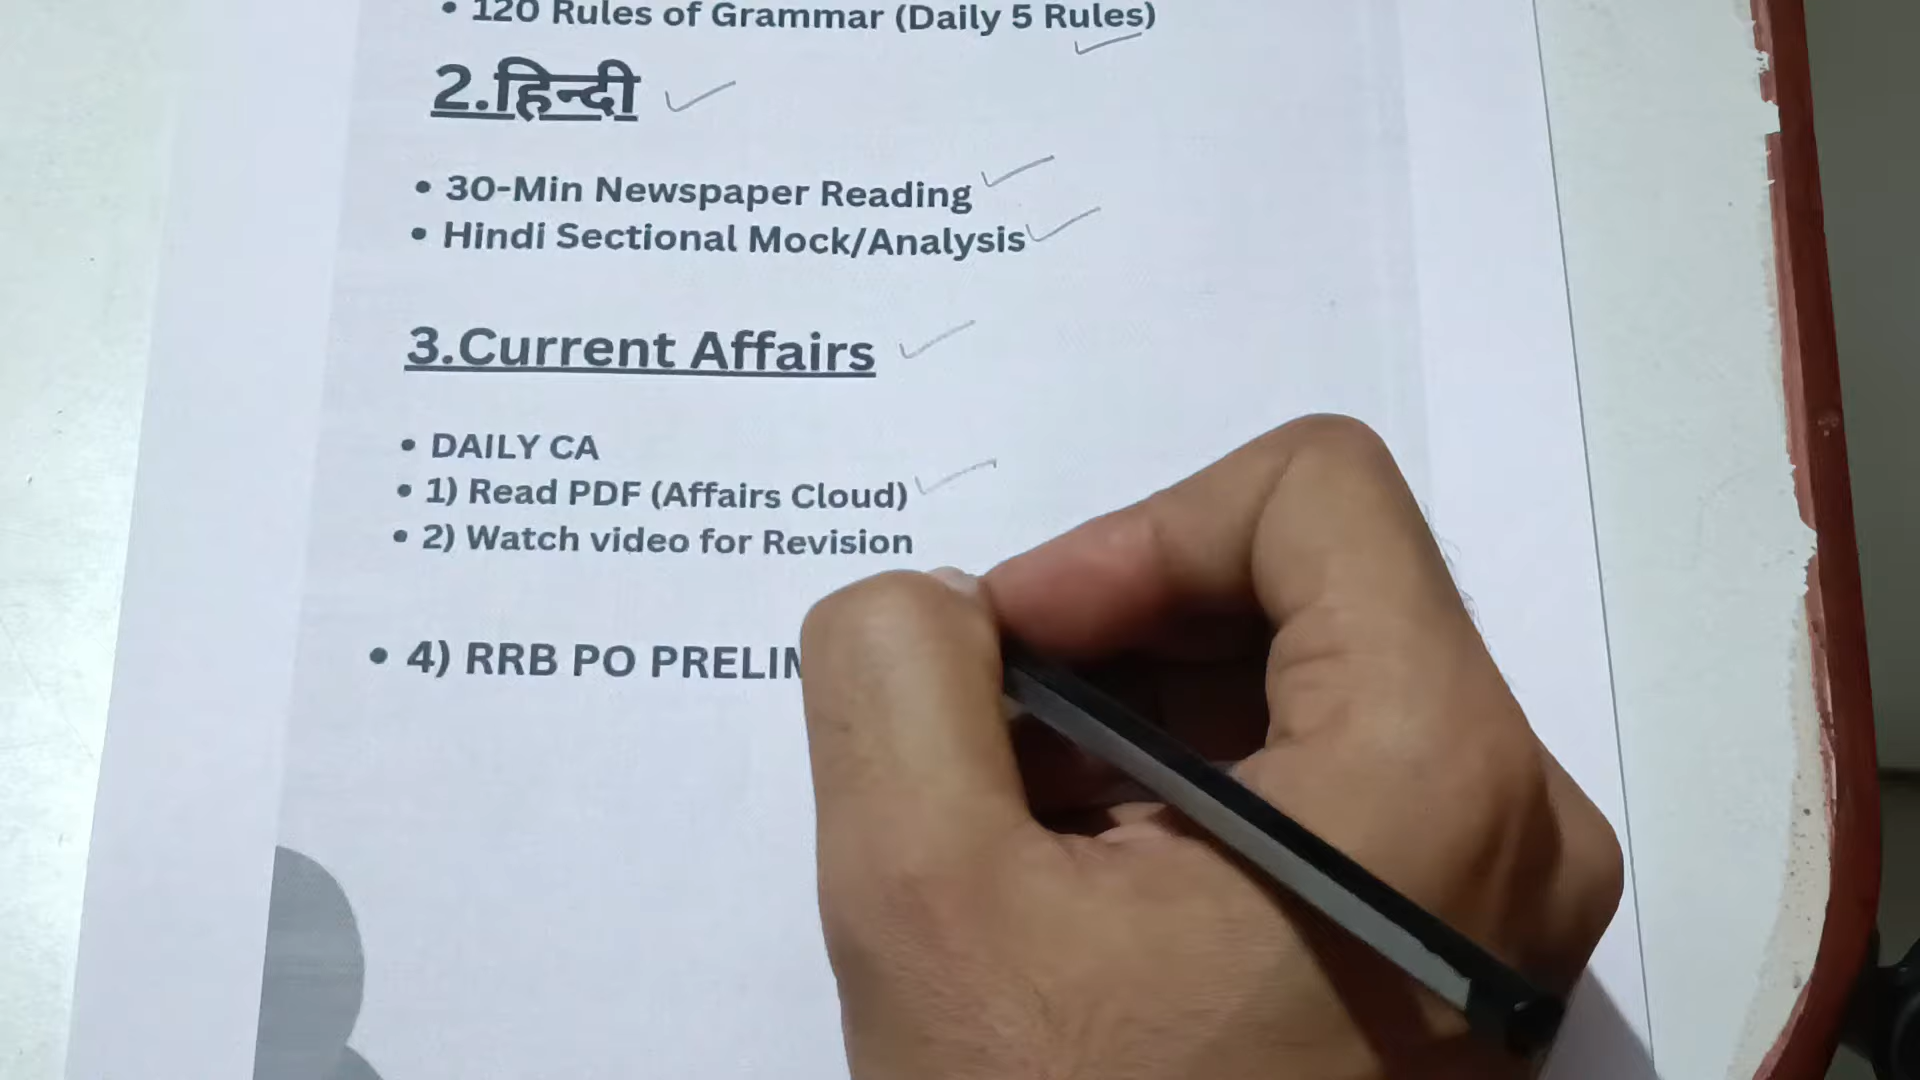 • 120 Rules of Grammar (Daily 5 Rules)
2.हिन्दी
• 30-Min Newspaper Reading
• Hindi Sectional Mock/Analysis
3.Current Affairs
• DAILY CA
• 1) Read PDF (Affairs Cloud)
• 2) Watch video for Revision
• 4) RRB PO